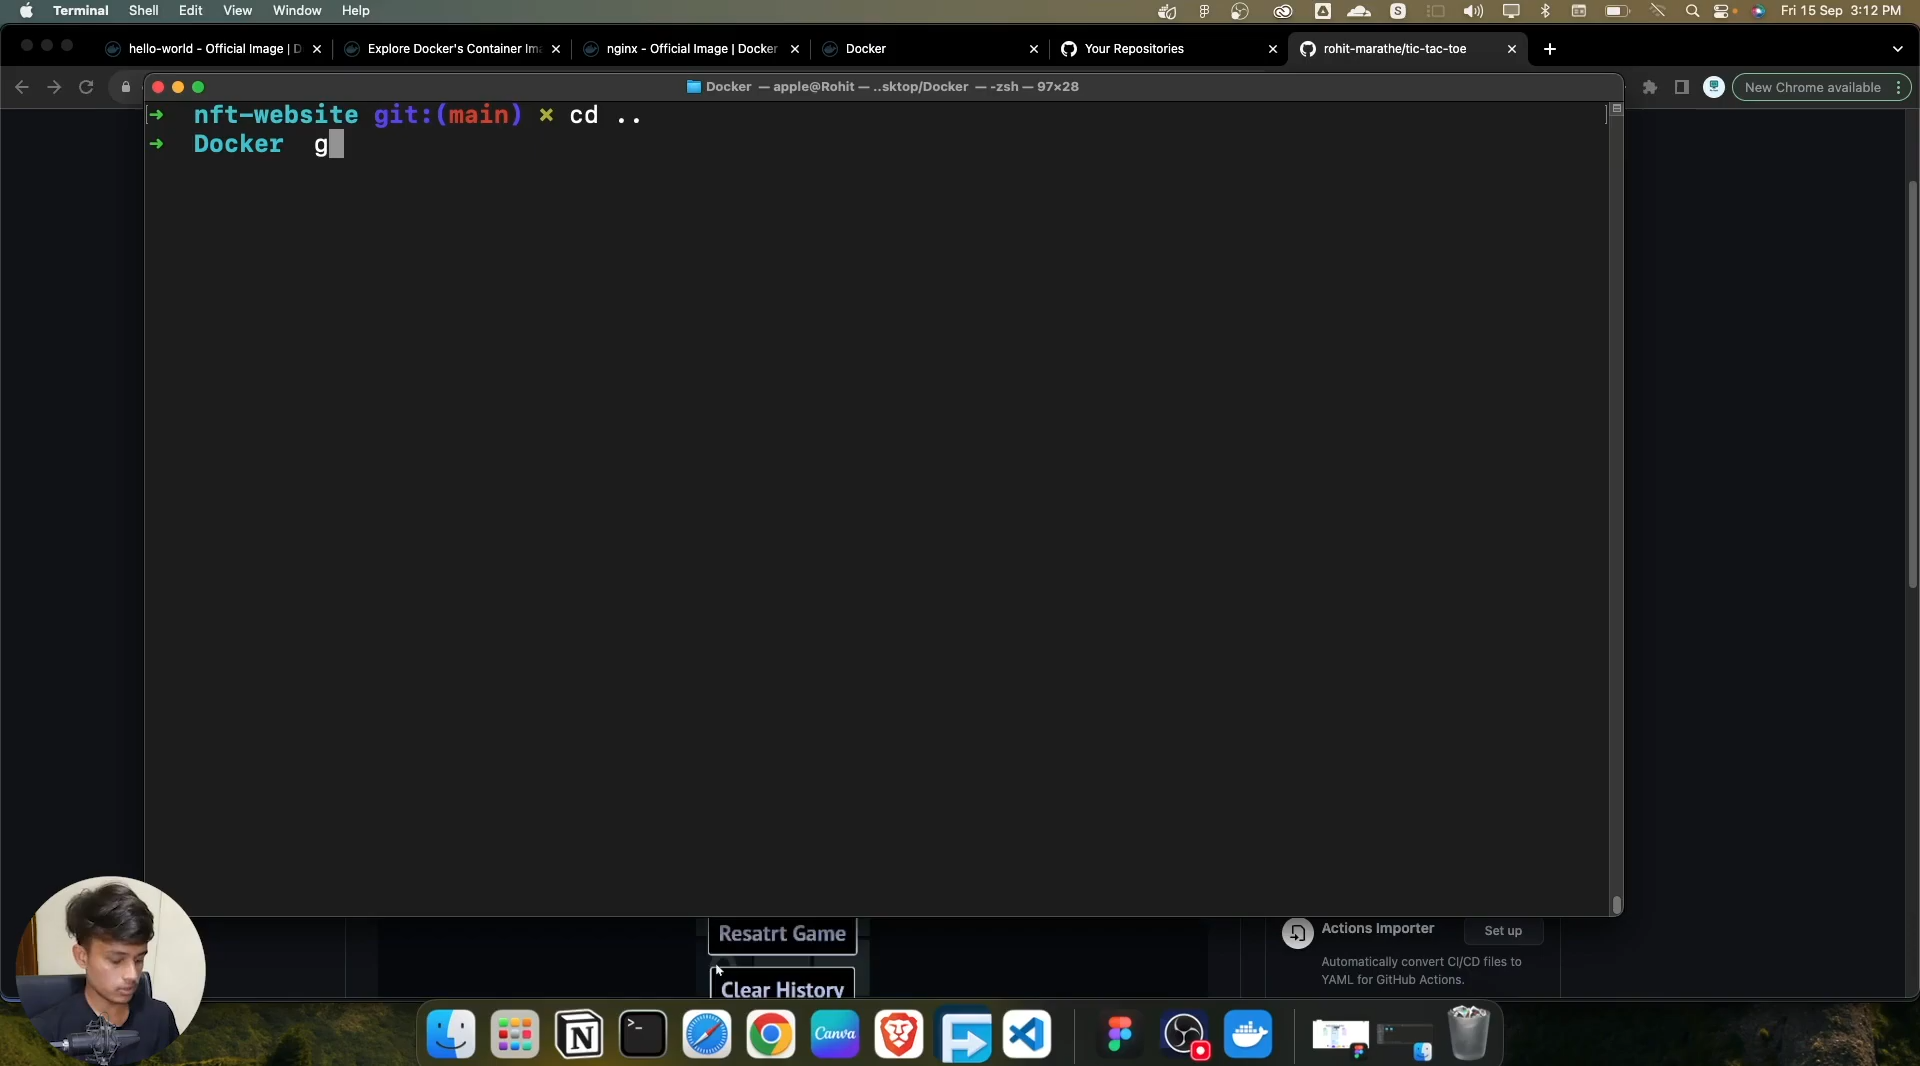 Terminal Shell Edit View Window Help Fri 15 Sep 3:12 PM
hello-world - Official Image | D Explore Docker's Container Ima nginx - Official Image | Docker Docker Your Repositories rohit-marathe/tic-tac-toe
New Chrome available
Docker — apple@Rohit — ..sktop/Docker — -zsh — 97×28
➜ nft-website git:(main) × cd ..
➜ Docker g
Resatrt Game
Clear History
Actions Importer
Set up
Automatically convert CI/CD files to
YAML for GitHub Actions.
Canva